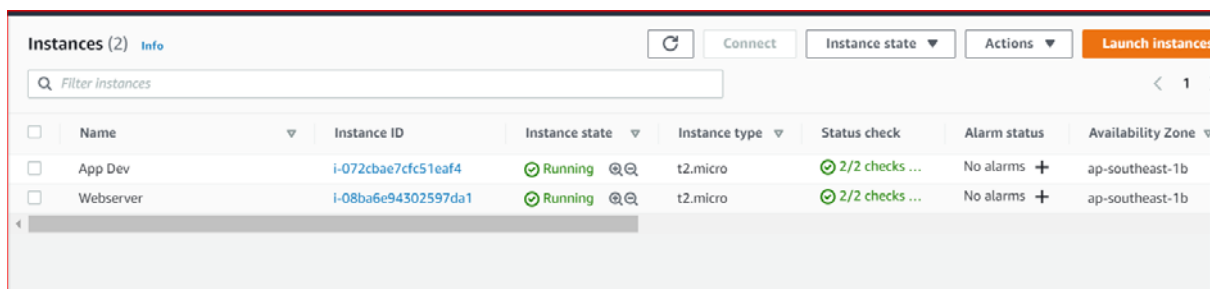 Instances (2) Info Connect Instance state Actions Launch instances
Filter instances 1
Name Instance ID Instance state Instance type Status check Alarm status Availability Zone
App Dev i-072cbae7cfc51eaf4 Running t2.micro 2/2 checks ... No alarms + ap-southeast-1b
Webserver i-08ba6e94302597da1 Running t2.micro 2/2 checks ... No alarms + ap-southeast-1b